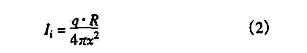 I_i = \frac{q \cdot R}{4\pi x^2} (2)